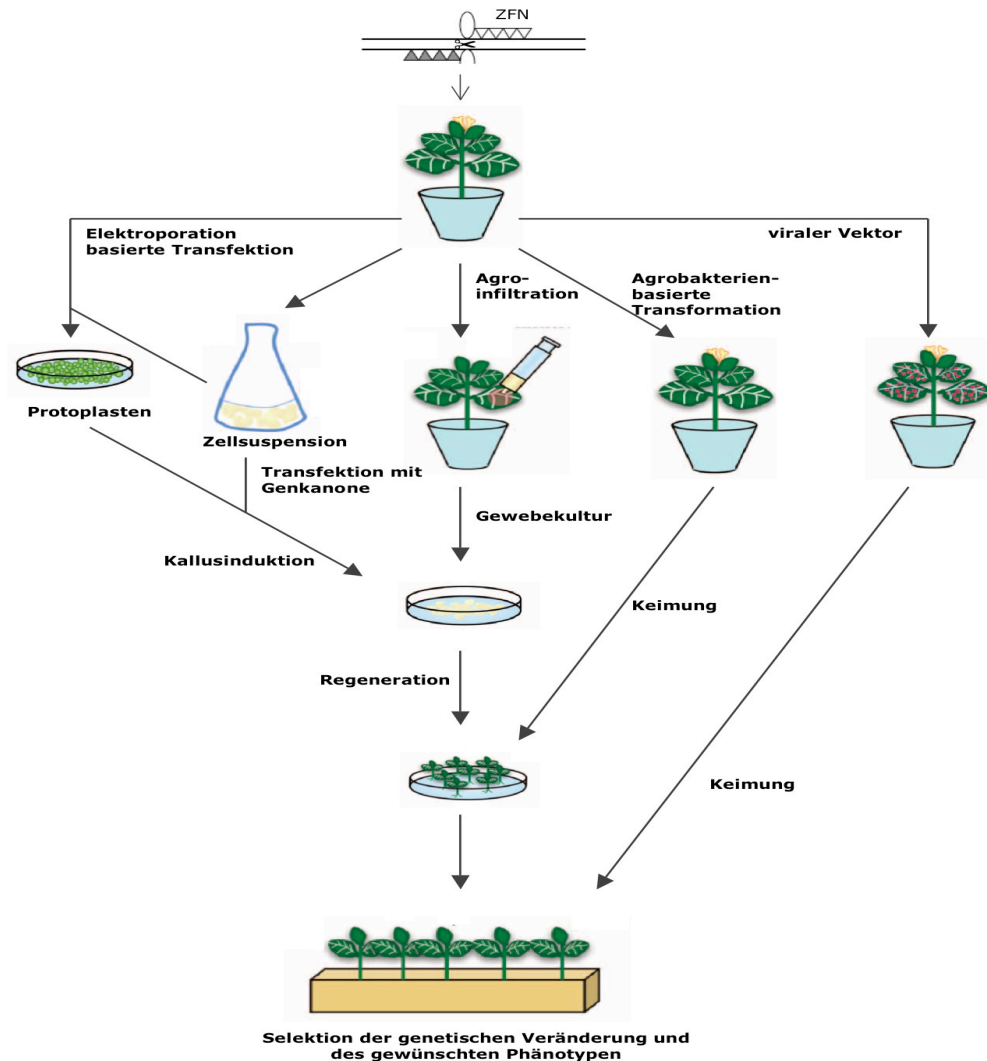 ZFN
Elektroporation
basierte Transfektion
viraler Vektor
Agro-
infiltration
Agrobakterien-
basierte
Transformation
Protoplasten
Zellsuspension
Transfektion mit
Genkanone
Gewebekultur
Kallusinduktion
Keimung
Regeneration
Keimung
Selektion der genetischen Veränderung und
des gewünschten Phänotypen